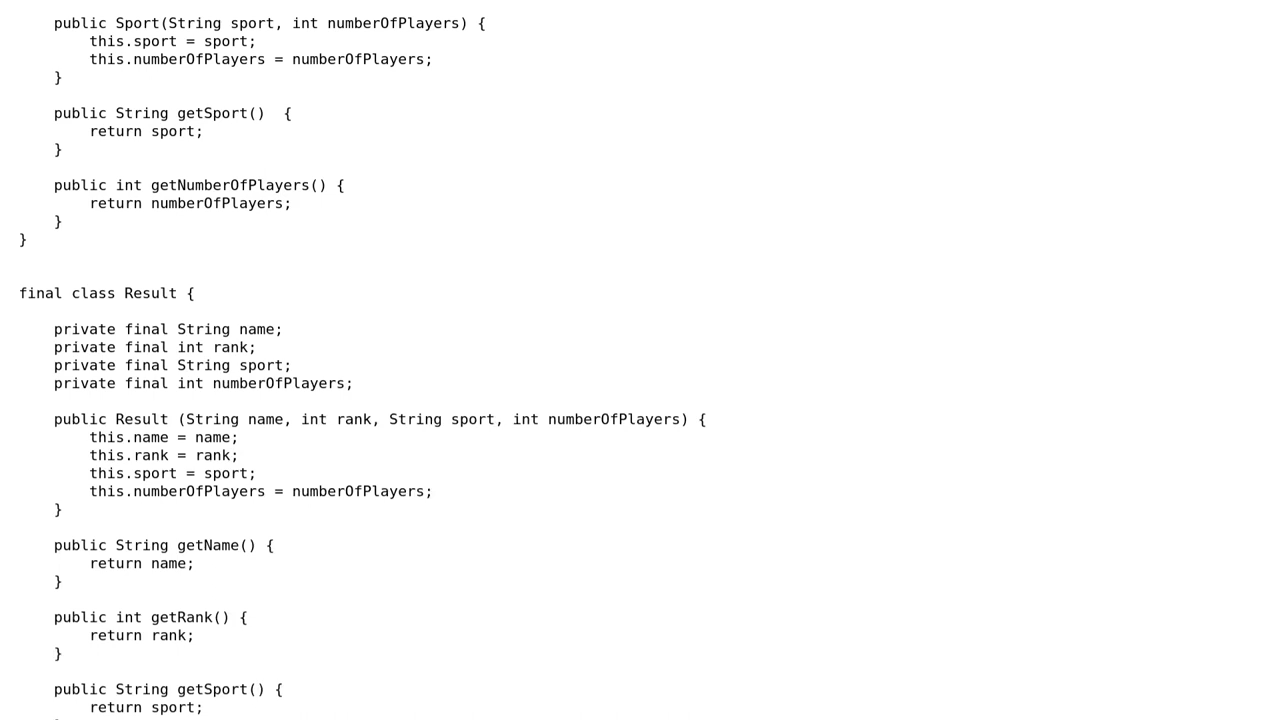 public Sport(String sport, int numberOfPlayers) {
        this.sport = sport;
        this.numberOfPlayers = numberOfPlayers;
    }

    public String getSport()  {
        return sport;
    }

    public int getNumberOfPlayers() {
        return numberOfPlayers;
    }
}


final class Result {

    private final String name;
    private final int rank;
    private final String sport;
    private final int numberOfPlayers;

    public Result (String name, int rank, String sport, int numberOfPlayers) {
        this.name = name;
        this.rank = rank;
        this.sport = sport;
        this.numberOfPlayers = numberOfPlayers;
    }

    public String getName() {
        return name;
    }

    public int getRank() {
        return rank;
    }

    public String getSport() {
        return sport;